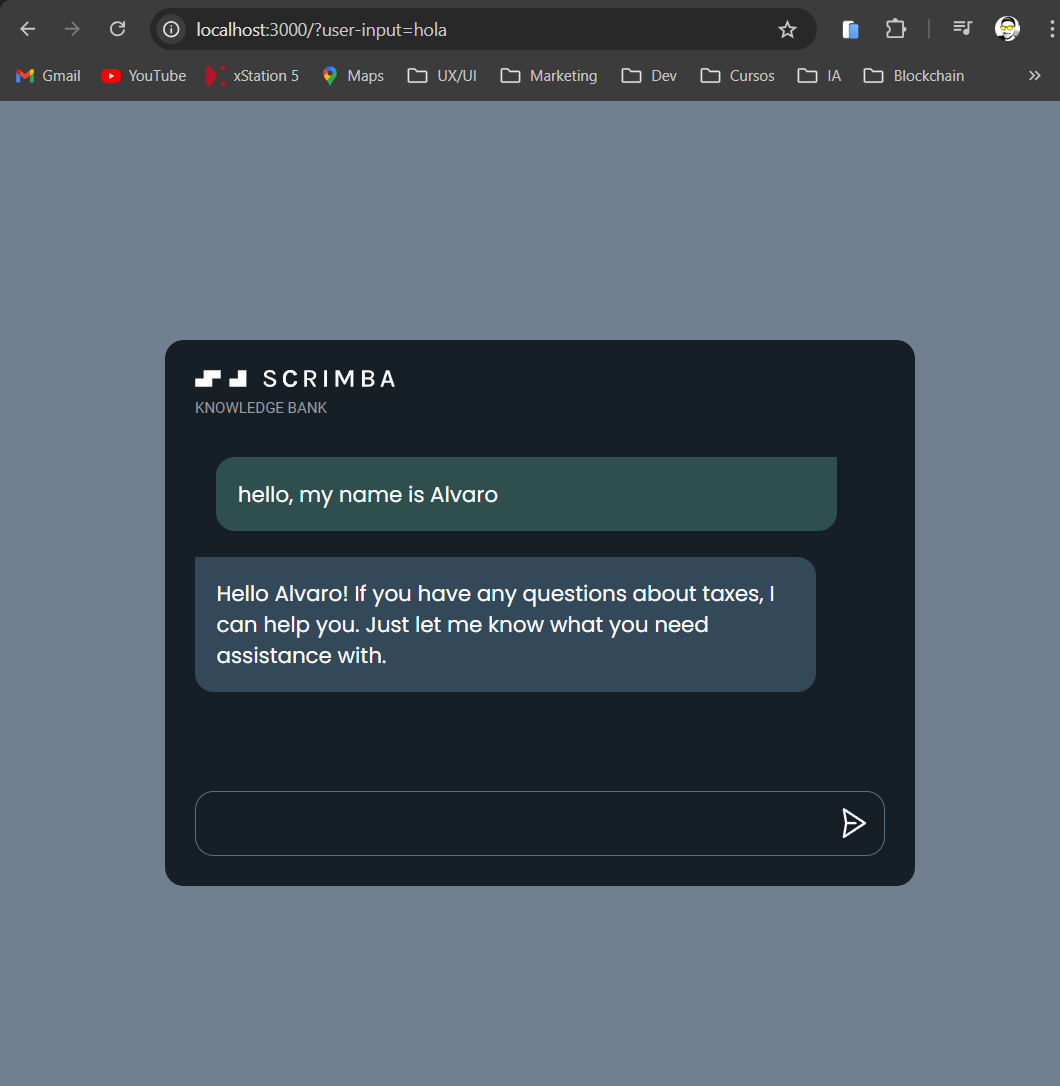 localhost:3000/?user-input=hola
Gmail YouTube xStation 5 Maps UX/UI Marketing Dev Cursos IA Blockchain »
SCRIMBA
KNOWLEDGE BANK
hello, my name is Alvaro
Hello Alvaro! If you have any questions about taxes, I
can help you. Just let me know what you need
assistance with.